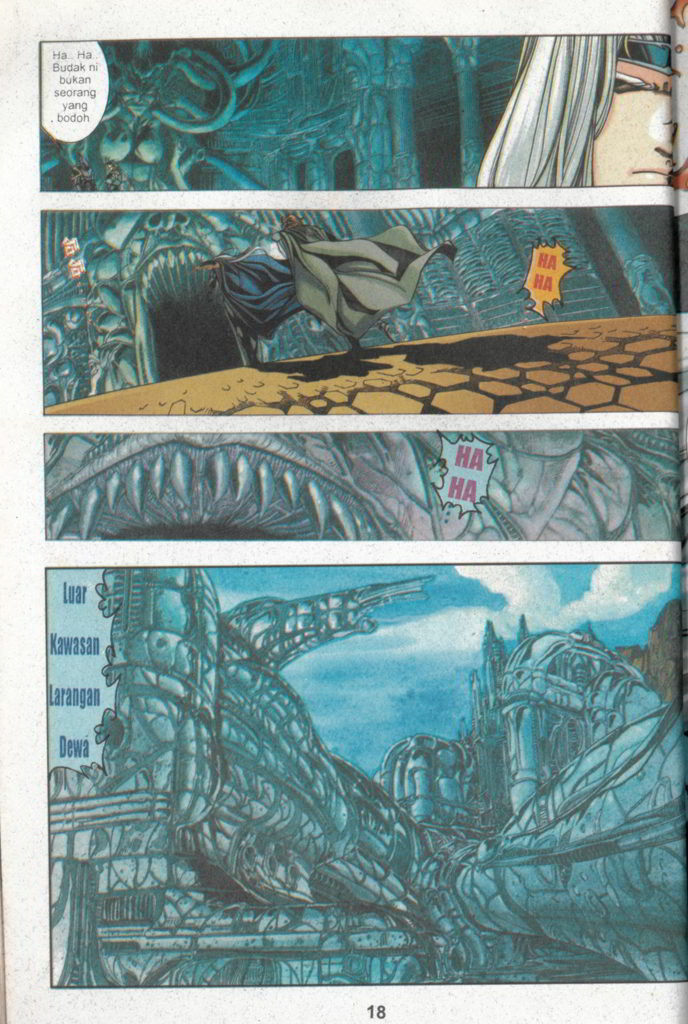 Ha... Ha...
Budak ni
bukan
seorang
yang
bodoh
HA
HA
HA
HA
Luar
Kawasan
Larangan
Dewa
18